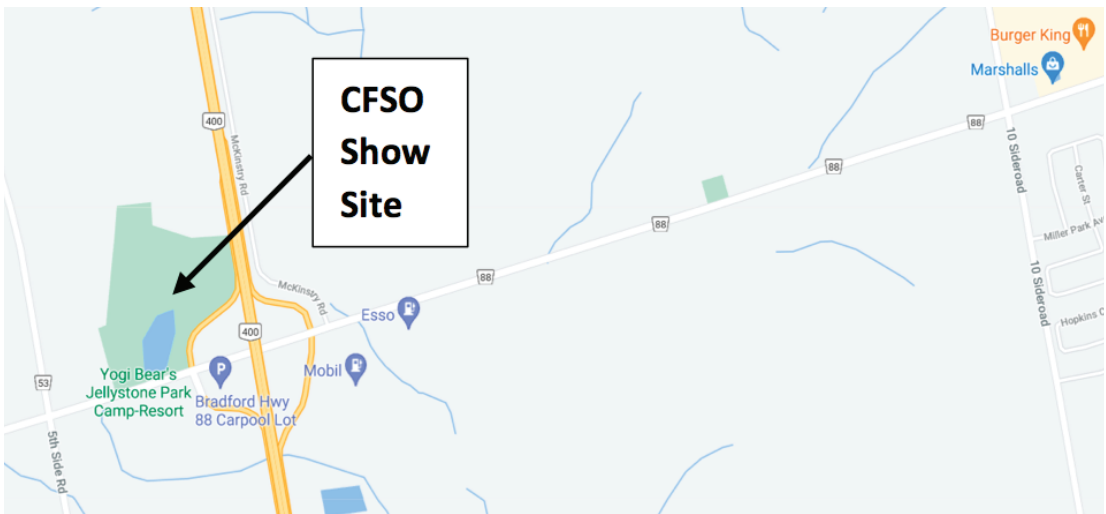 Burger King
Marshalls
CFSO
Show
Site
400
McKinstry Rd
88
10 Sideroad
88
Carter St
88
Miller Park Av
McKinstry Rd
88
10 Sideroad
Esso
Hopkins C
400
Mobil
53
Yogi Bear's
Jellystone Park
Camp-Resort
Bradford Hwy
88 Carpool Lot
P
5th Side Rd